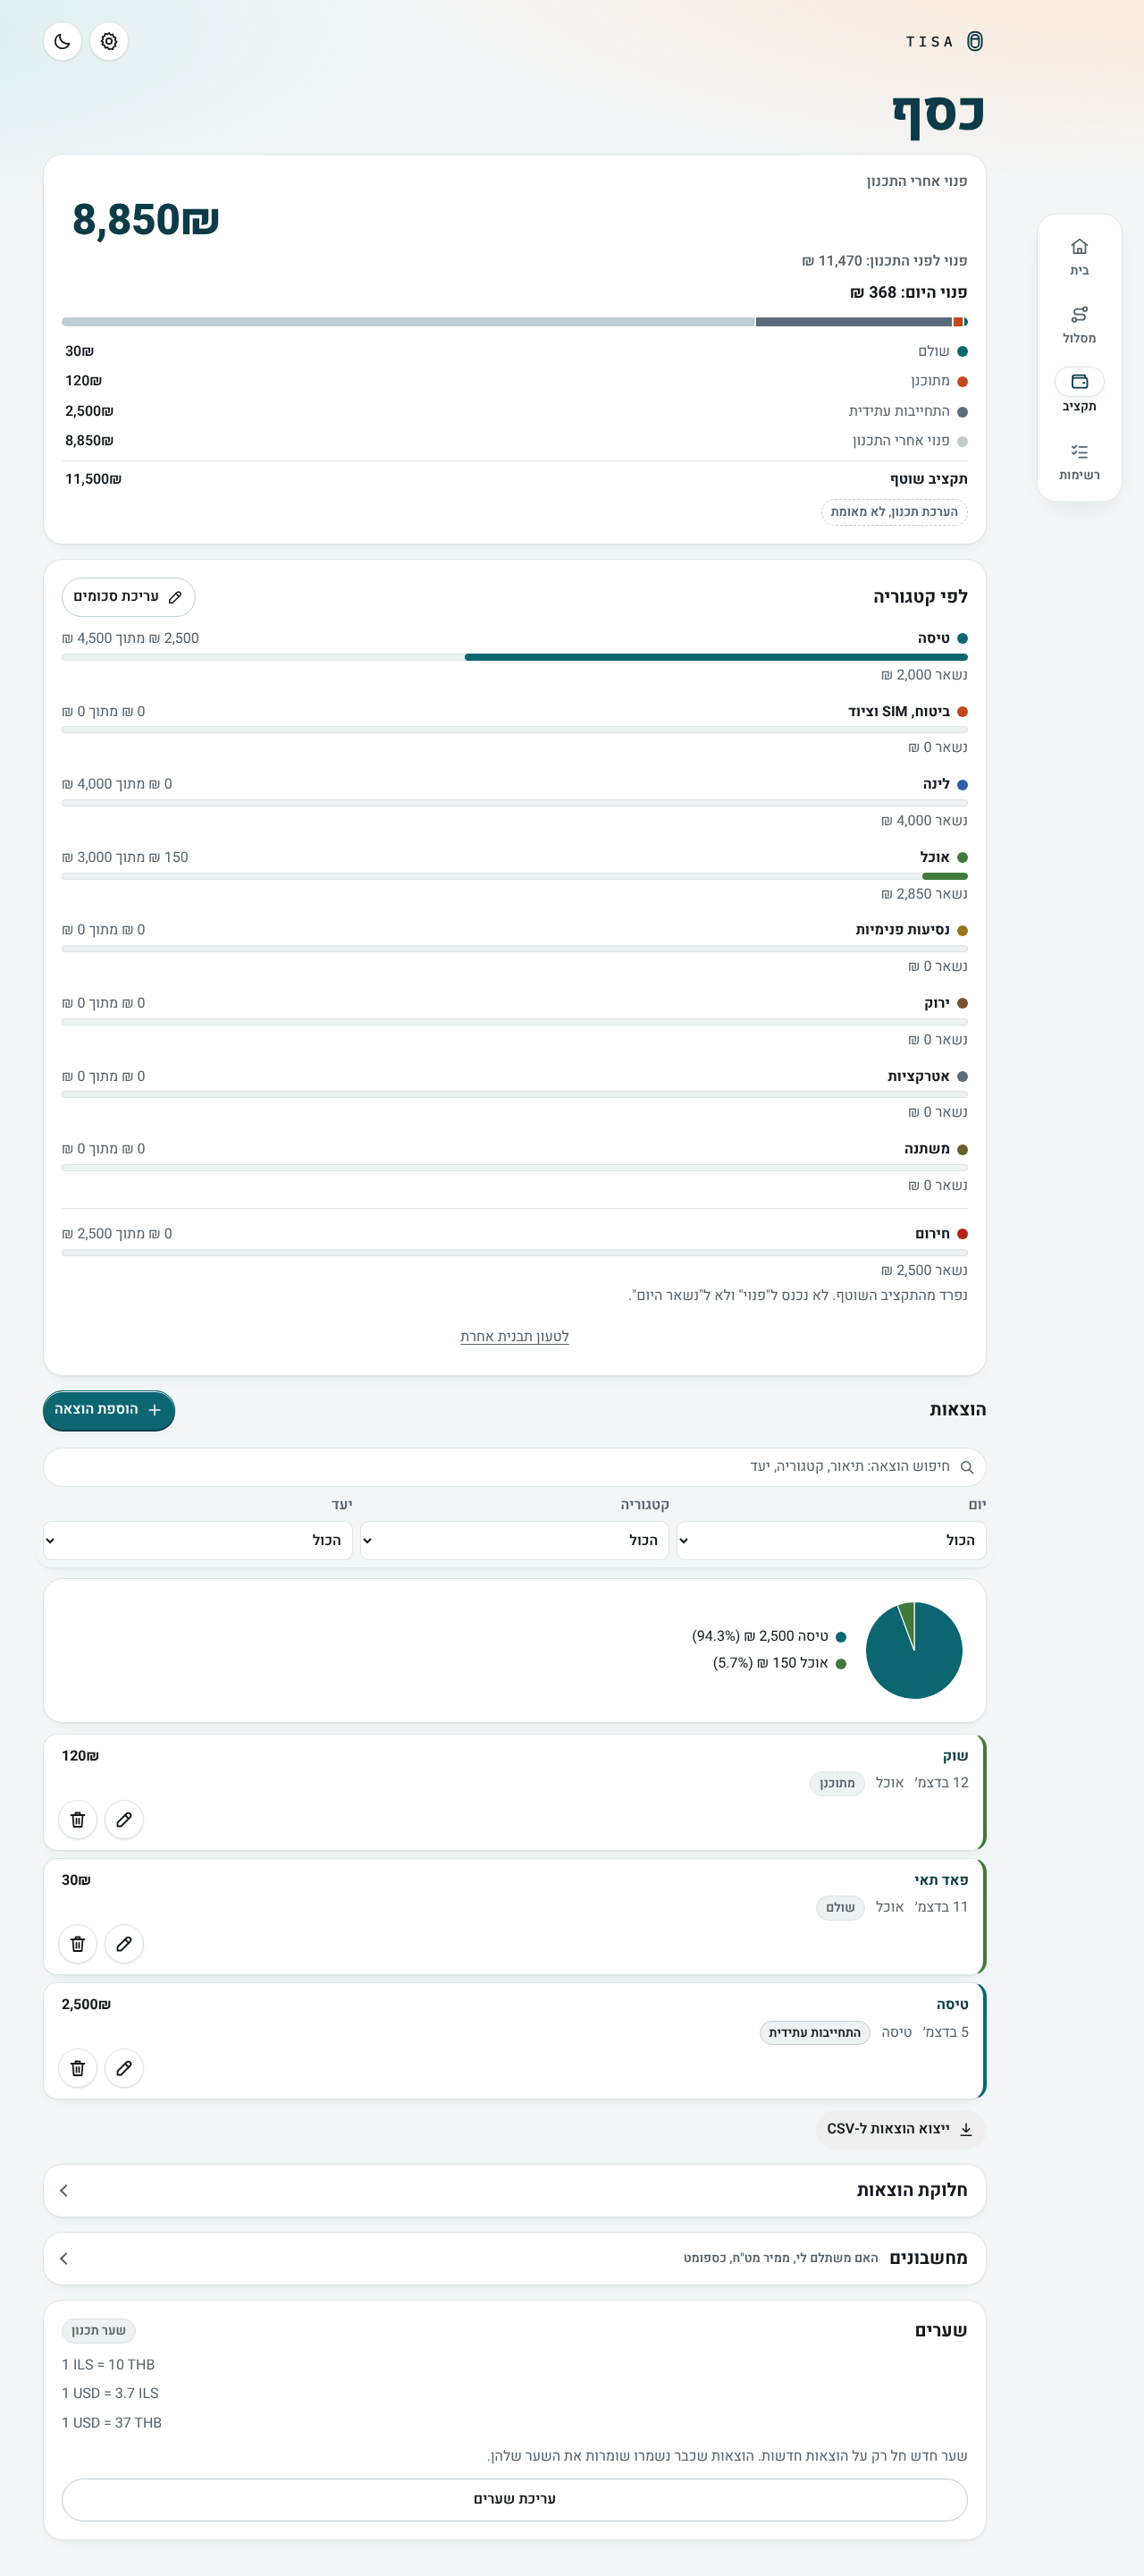 TISA
כסף
פנוי אחרי התכנון
8,850₪
פנוי לפני התכנון: 11,470 ₪
פנוי היום: 368 ₪
שולם 30₪
מתוכנן 120₪
התחייבות עתידית 2,500₪
פנוי אחרי התכנון 8,850₪
תקציב שוטף 11,500₪
הערכת תכנון, לא מאומת
בית
מסלול
תקציב
רשימות
לפי קטגוריה
עריכת סכומים
טיסה 2,500 ₪ מתוך 4,500 ₪
נשאר 2,000 ₪
ביטוח, SIM וציוד 0 ₪ מתוך 0 ₪
נשאר 0 ₪
לינה 0 ₪ מתוך 4,000 ₪
נשאר 4,000 ₪
אוכל 150 ₪ מתוך 3,000 ₪
נשאר 2,850 ₪
נסיעות פנימיות 0 ₪ מתוך 0 ₪
נשאר 0 ₪
ירוק 0 ₪ מתוך 0 ₪
נשאר 0 ₪
אטרקציות 0 ₪ מתוך 0 ₪
נשאר 0 ₪
משתנה 0 ₪ מתוך 0 ₪
נשאר 0 ₪
חירום 0 ₪ מתוך 2,500 ₪
נשאר 2,500 ₪
נפרד מהתקציב השוטף. לא נכנס ל"פנוי" ולא ל"נשאר היום".
לטעון תבנית אחרת
הוצאות
הוספת הוצאה
חיפוש הוצאה: תיאור, קטגוריה, יעד
יום קטגוריה יעד
הכול הכול הכול
טיסה 2,500 ₪ (94.3%)
אוכל 150 ₪ (5.7%)
שוק 120₪
12 בדצמ׳ אוכל מתוכנן
פאד תאי 30₪
11 בדצמ׳ אוכל שולם
טיסה 2,500₪
5 בדצמ׳ טיסה התחייבות עתידית
ייצוא הוצאות ל-CSV
חלוקת הוצאות
מחשבונים האם משתלם לי, ממיר מט"ח, כספומט
שערים
שער תכנון
1 ILS = 10 THB
1 USD = 3.7 ILS
1 USD = 37 THB
שער חדש חל רק על הוצאות חדשות. הוצאות שכבר נשמרו שומרות את השער שלהן.
עריכת שערים